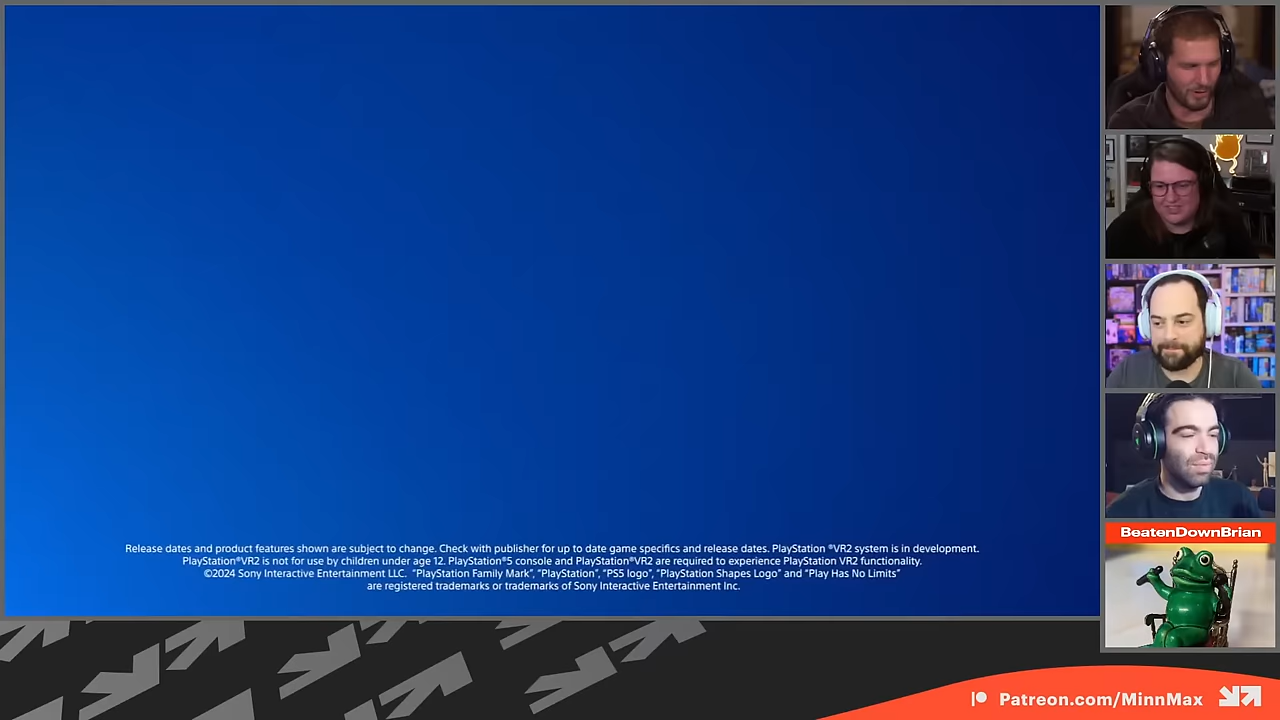 Release dates and product features shown are subject to change. Check with publisher for up to date game specifics and release dates. PlayStation ®VR2 system is in development.
PlayStation®VR2 is not for use by children under age 12. PlayStation®5 console and PlayStation®VR2 are required to experience PlayStation VR2 functionality.
©2024 Sony Interactive Entertainment LLC. “PlayStation Family Mark”, “PlayStation”, “PS5 logo”, “PlayStation Shapes Logo” and “Play Has No Limits”
are registered trademarks or trademarks of Sony Interactive Entertainment Inc.
BeatenDownBrian
Patreon.com/MinnMax